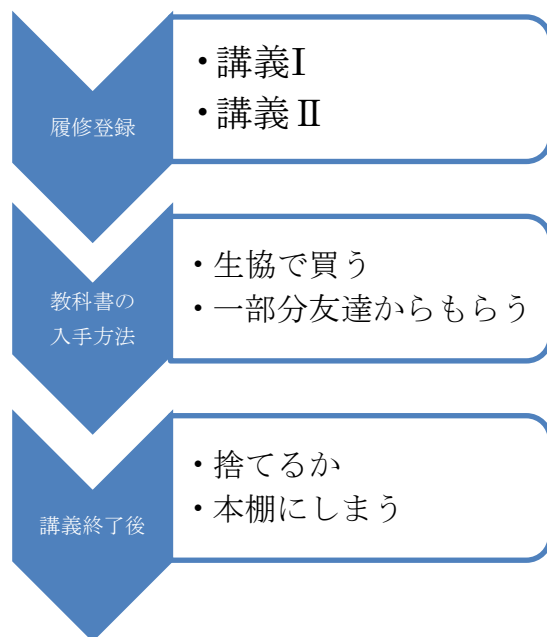 履修登録
・講義Ⅰ
・講義Ⅱ
教科書の
入手方法
・生協で買う
・一部分友達からもらう
講義終了後
・捨てるか
・本棚にしまう